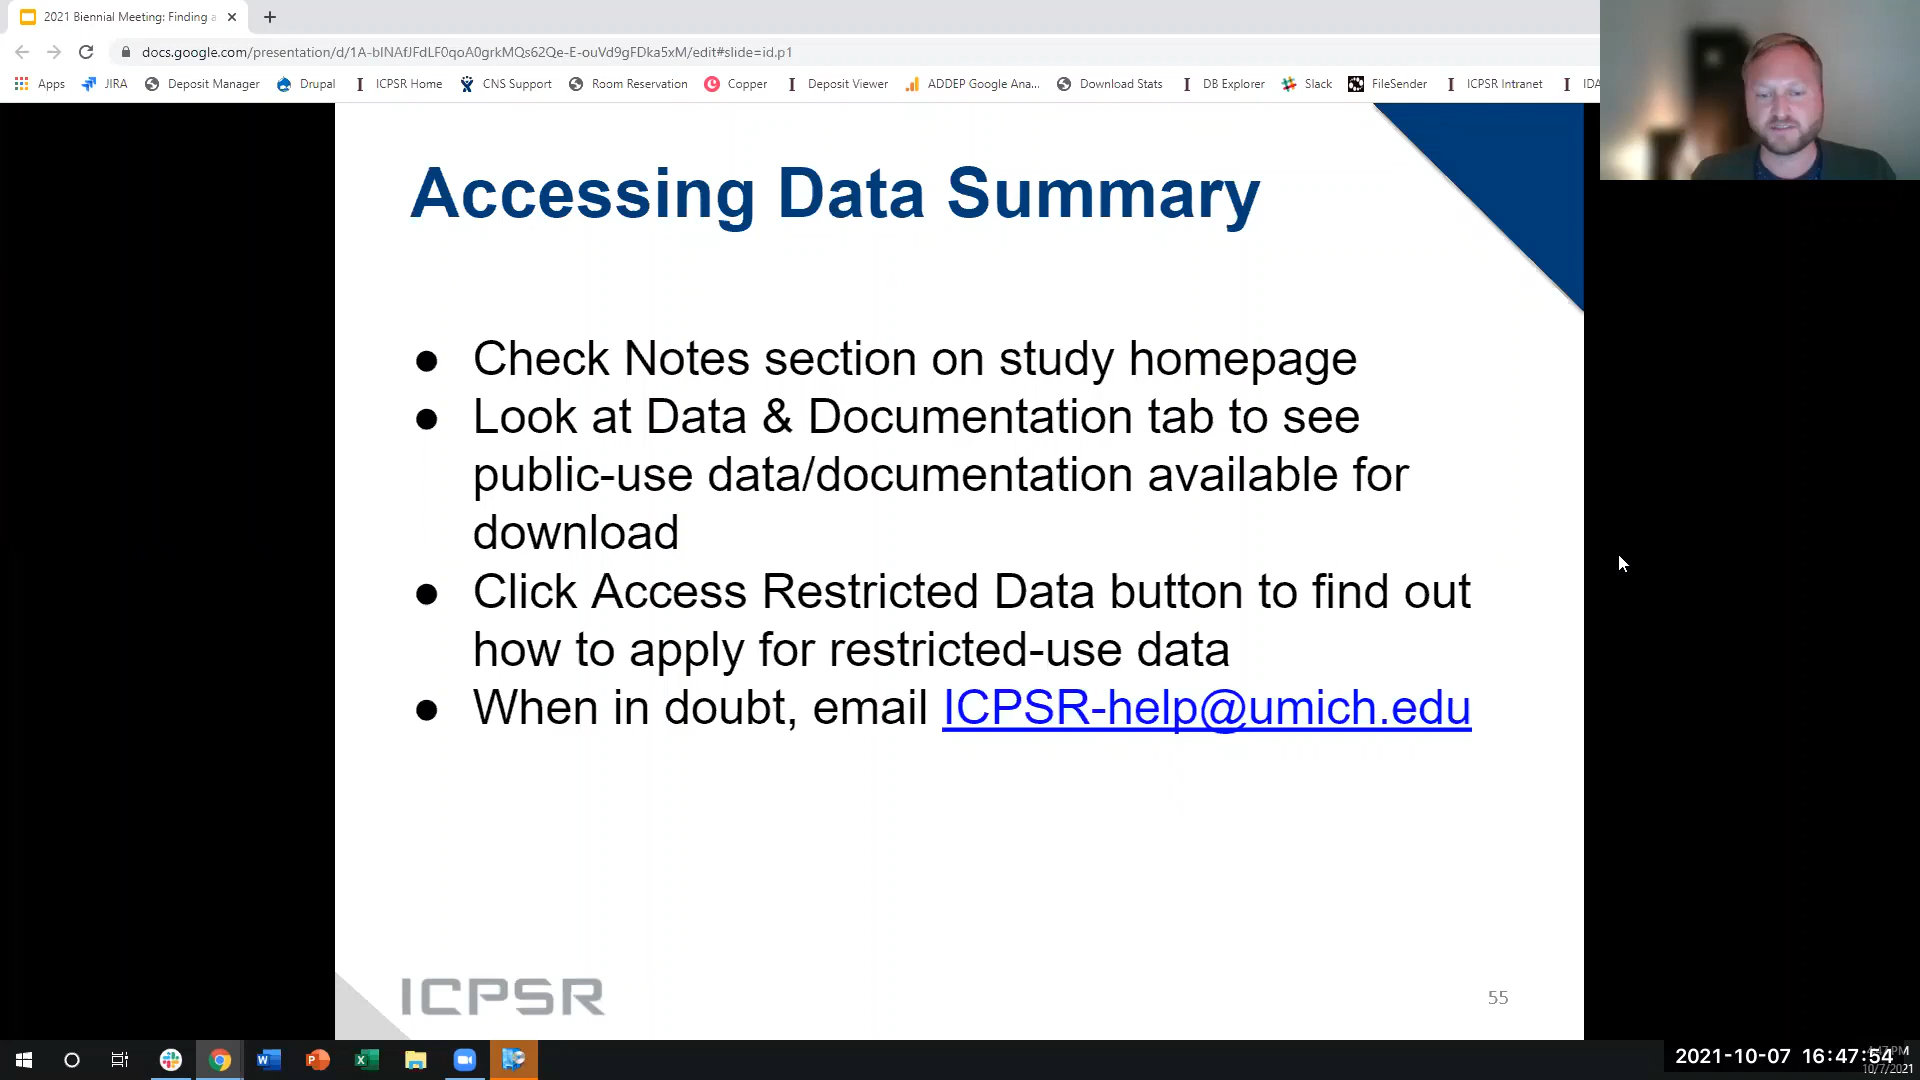 2021 Biennial Meeting: Finding a
docs.google.com/presentation/d/1A-bINAfJFdLF0qoA0grkMQs62Qe-E-ouVd9gFDka5xM/edit#slide=id.p1
Apps JIRA Deposit Manager Drupal ICPSR Home CNS Support Room Reservation Copper Deposit Viewer ADDEP Google Ana... Download Stats DB Explorer Slack FileSender ICPSR Intranet IDA
Accessing Data Summary
● Check Notes section on study homepage
● Look at Data & Documentation tab to see
public-use data/documentation available for
download
● Click Access Restricted Data button to find out
how to apply for restricted-use data
● When in doubt, email ICPSR-help@umich.edu
ICPSR
55
2021-10-07 16:47:54
10/7/2021